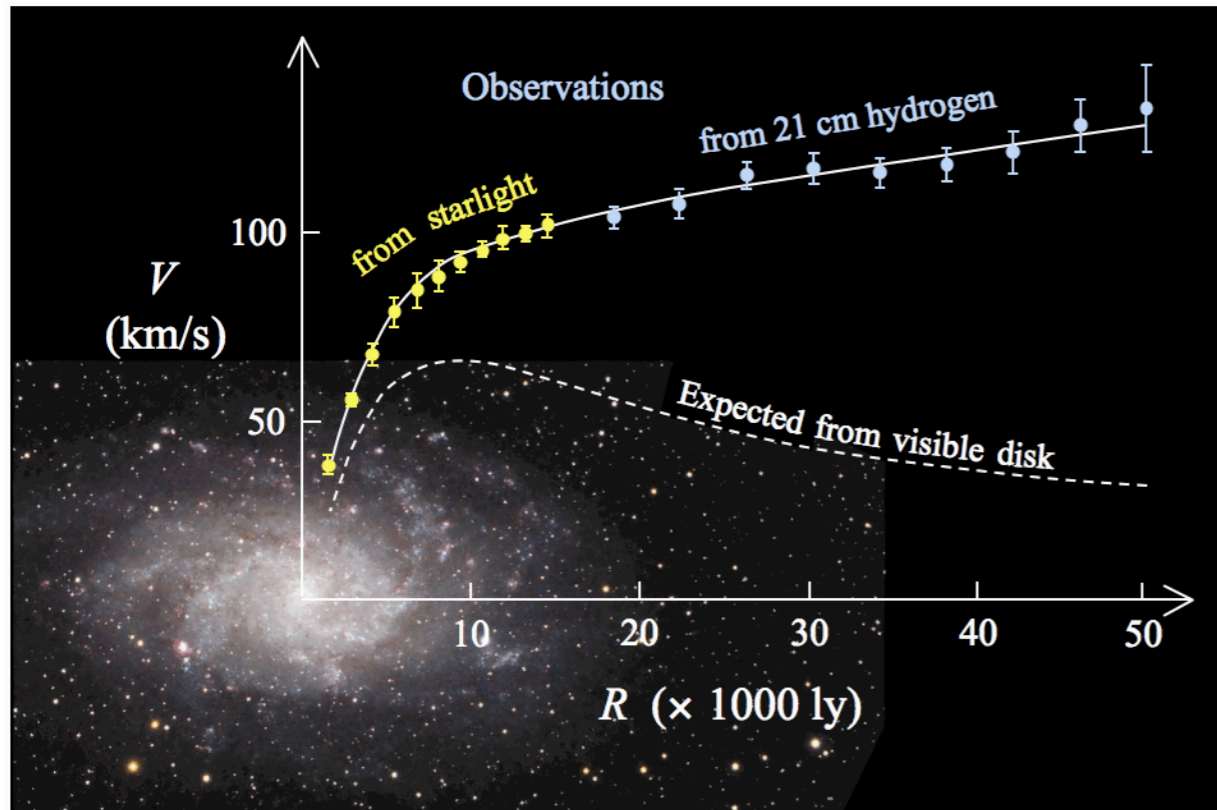 Observations
from 21 cm hydrogen
from starlight
100
V
(km/s)
Expected from visible disk
50
10 20 30 40 50
R (× 1000 ly)